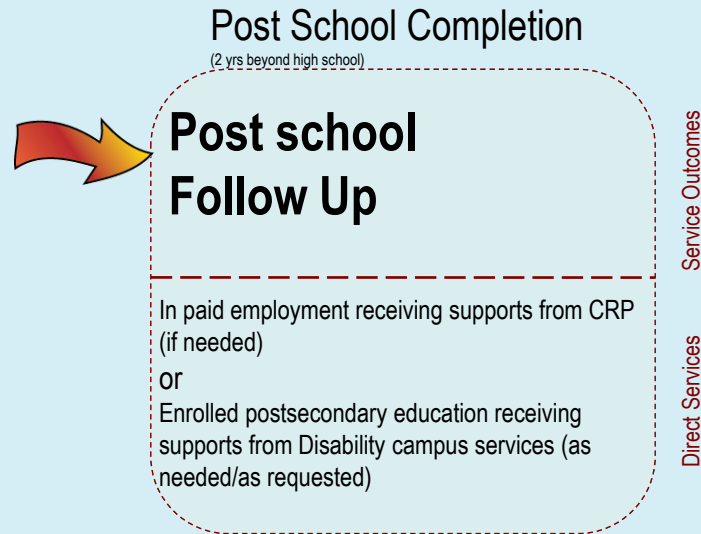 Post School Completion
(2 yrs beyond high school)
Post school
Follow Up
Service Outcomes
In paid employment receiving supports from CRP
(if needed)
or
Enrolled postsecondary education receiving
supports from Disability campus services (as
needed/as requested)
Direct Services